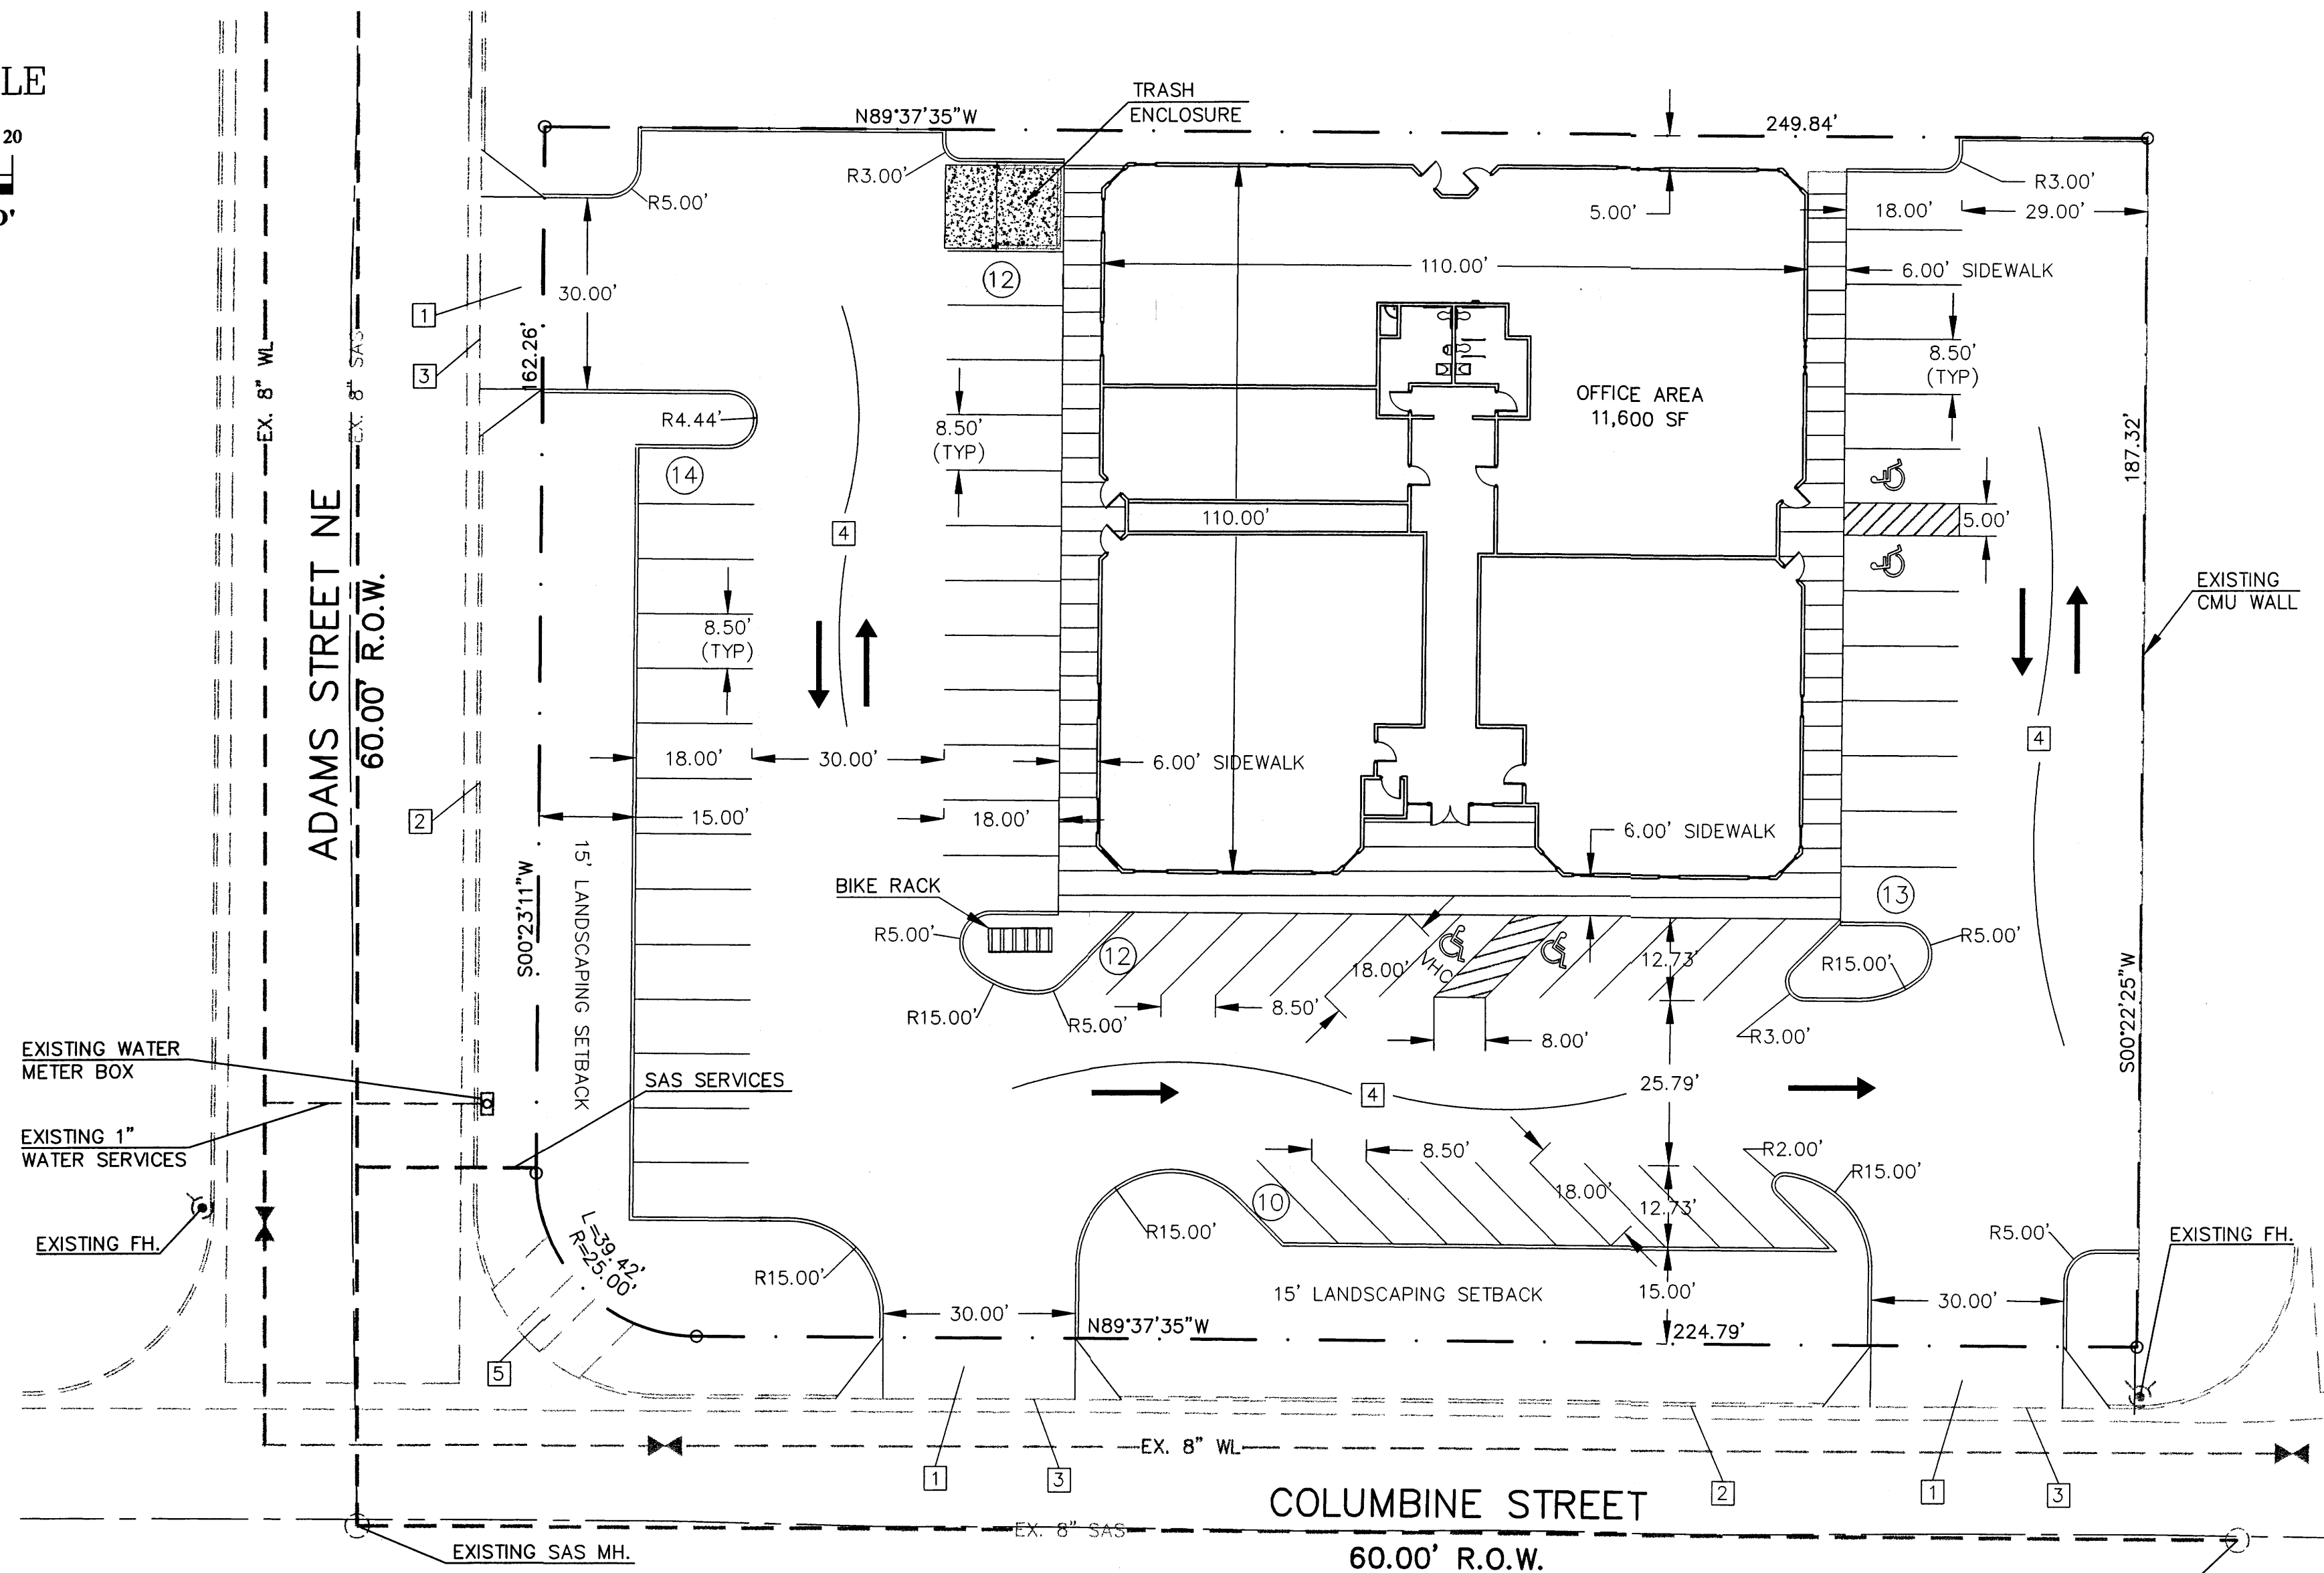 LE
20
0'
N89°37'35"W
TRASH
ENCLOSURE
249.84'
R3.00'
R5.00'
5.00'
R3.00'
18.00'
29.00'
110.00'
6.00' SIDEWALK
12
30.00'
1
3
162.26'
EX. 8" WL
EX. 8" SAS
R4.44'
8.50'
(TYP)
OFFICE AREA
11,600 SF
8.50'
(TYP)
187.32'
14
110.00'
4
5.00'
ADAMS STREET NE
60.00' R.O.W.
8.50'
(TYP)
EXISTING
CMU WALL
4
18.00'
30.00'
6.00' SIDEWALK
2
15.00'
18.00'
6.00' SIDEWALK
S00°23'11"W
15' LANDSCAPING SETBACK
BIKE RACK
13
R5.00'
12
18.00'
VHC
12.73'
R15.00'
R5.00'
R15.00'
R5.00'
8.50'
8.00'
R3.00'
S00°22'25"W
EXISTING WATER
METER BOX
SAS SERVICES
4
25.79'
EXISTING 1"
WATER SERVICES
8.50'
R2.00'
R15.00'
10
18.00'
12.73'
EXISTING FH.
L=39.42'
R=25.00'
R15.00'
R15.00'
R5.00'
EXISTING FH.
15' LANDSCAPING SETBACK
15.00'
30.00'
30.00'
N89°37'35"W
224.79'
5
EX. 8" WL
1
3
2
1
3
COLUMBINE STREET
EX. 8" SAS
60.00' R.O.W.
EXISTING SAS MH.